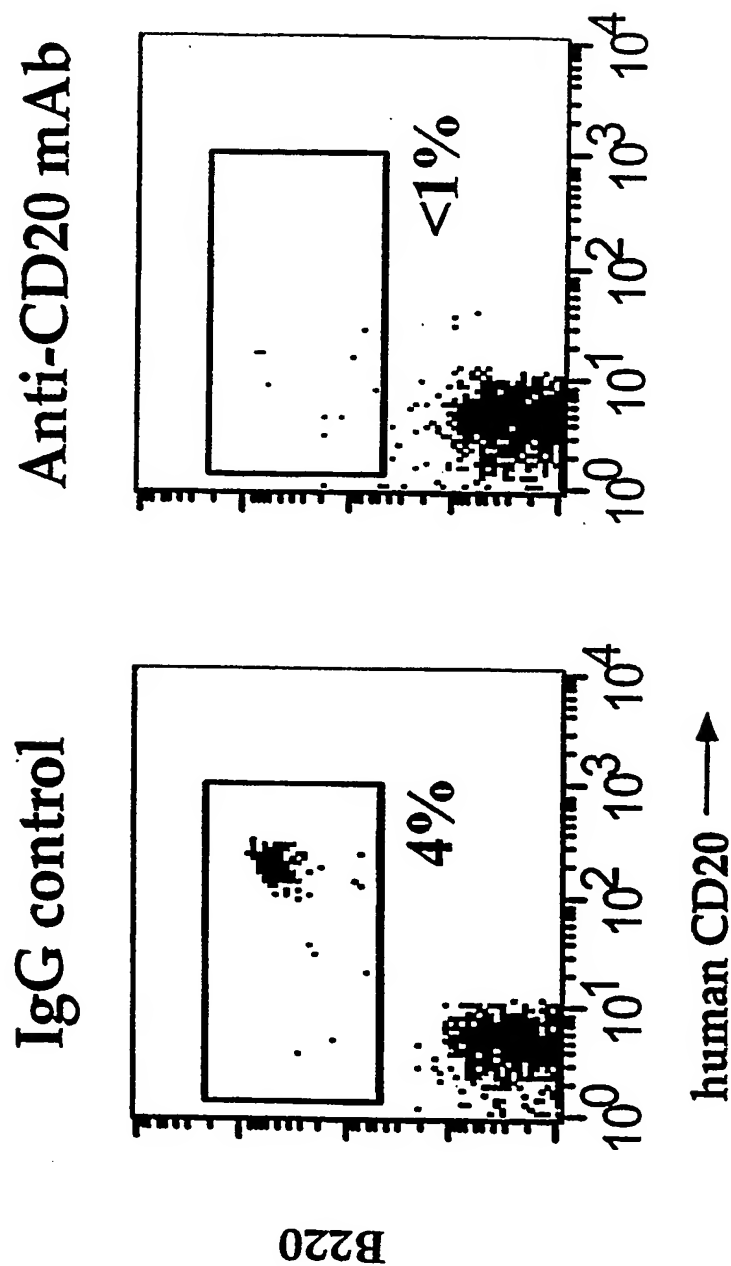 IgG control
Anti-CD20 mAb
B220
4%
<1%
10⁰ 10¹ 10² 10³ 10⁴
10⁰ 10¹ 10² 10³ 10⁴
human CD20